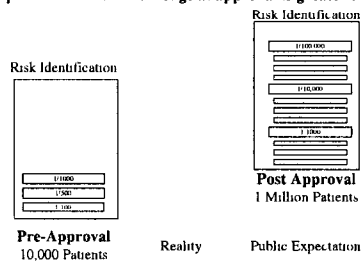 Risk Identification
1/100,000
1/10,000
1/1000
Post Approval
1 Million Patients
Risk Identification
1/1000
1/500
1/100
Pre-Approval
10,000 Patients
Reality
Public Expectation